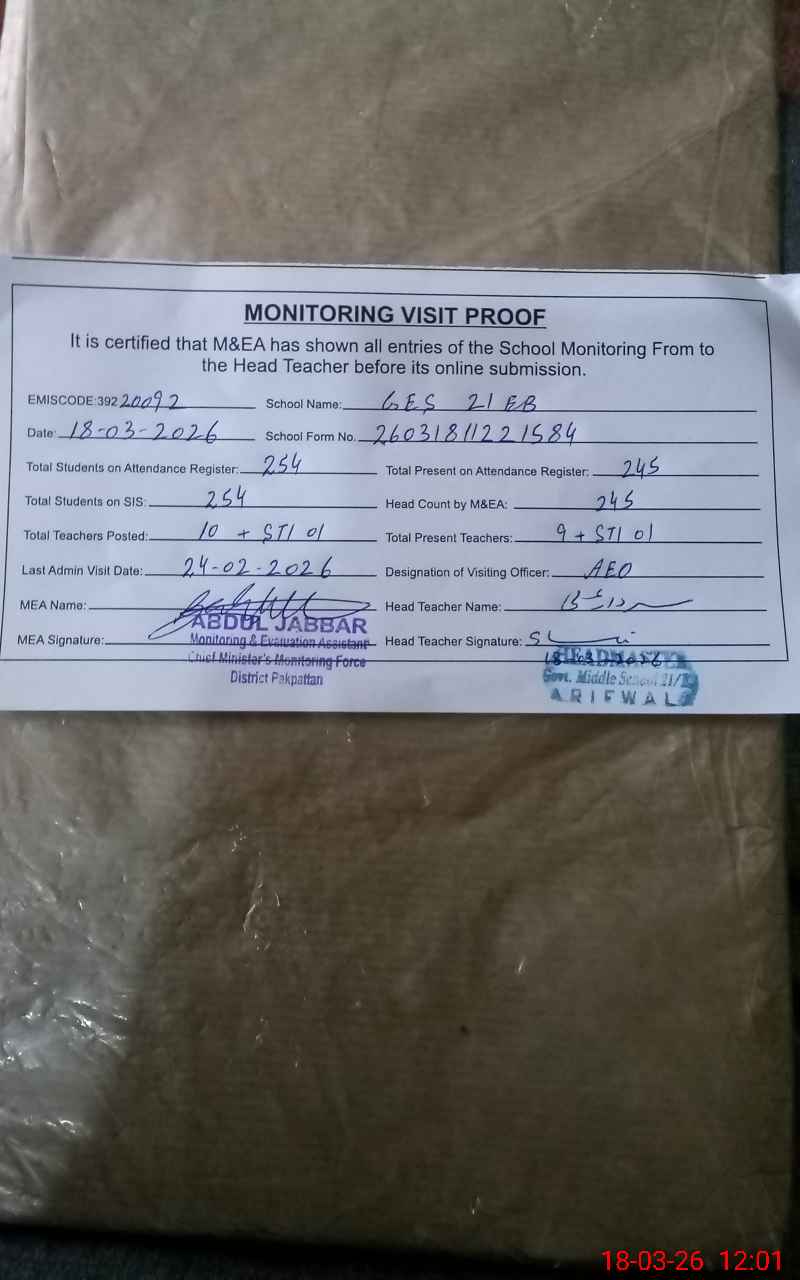 MONITORING VISIT PROOF
It is certified that M&EA has shown all entries of the School Monitoring From to
the Head Teacher before its online submission.
EMISCODE:392 20092 School Name: GES 21 EB
Date: 18-03-2026 School Form No. 26031811221584
Total Students on Attendance Register: 254 Total Present on Attendance Register: 245
Total Students on SIS: 254 Head Count by M&EA: 245
Total Teachers Posted: 10 + STI 01 Total Present Teachers: 9 + STI 01
Last Admin Visit Date: 24-02-2026 Designation of Visiting Officer: AEO
MEA Name: Head Teacher Name:
ABDUL JABBAR
MEA Signature: Head Teacher Signature:
Monitoring & Evaluation Assistant
Chief Minister's Monitoring Force HEADMASTER
District Pakpattan Govt. Middle School 21/
ARIFWALA
18-03-26 12:01